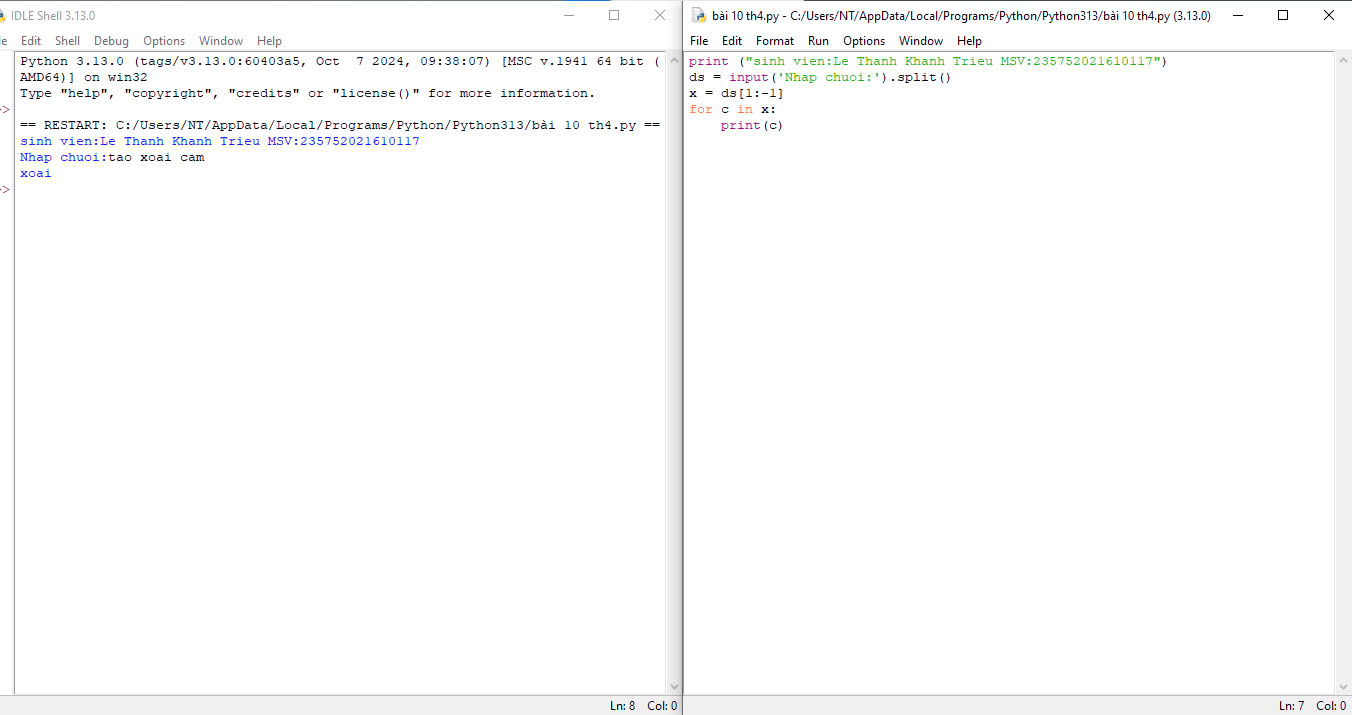 IDLE Shell 3.13.0
Edit Shell Debug Options Window Help
Python 3.13.0 (tags/v3.13.0:60403a5, Oct  7 2024, 09:38:07) [MSC v.1941 64 bit (
AMD64)] on win32
Type "help", "copyright", "credits" or "license()" for more information.
== RESTART: C:/Users/NT/AppData/Local/Programs/Python/Python313/bài 10 th4.py ==
sinh vien:Le Thanh Khanh Trieu MSV:235752021610117
Nhap chuoi:tao xoai cam
xoai
Ln: 8 Col: 0
bài 10 th4.py - C:/Users/NT/AppData/Local/Programs/Python/Python313/bài 10 th4.py (3.13.0)
File Edit Format Run Options Window Help
print ("sinh vien:Le Thanh Khanh Trieu MSV:235752021610117")
ds = input('Nhap chuoi:').split()
x = ds[1:-1]
for c in x:
    print(c)
Ln: 7 Col: 0